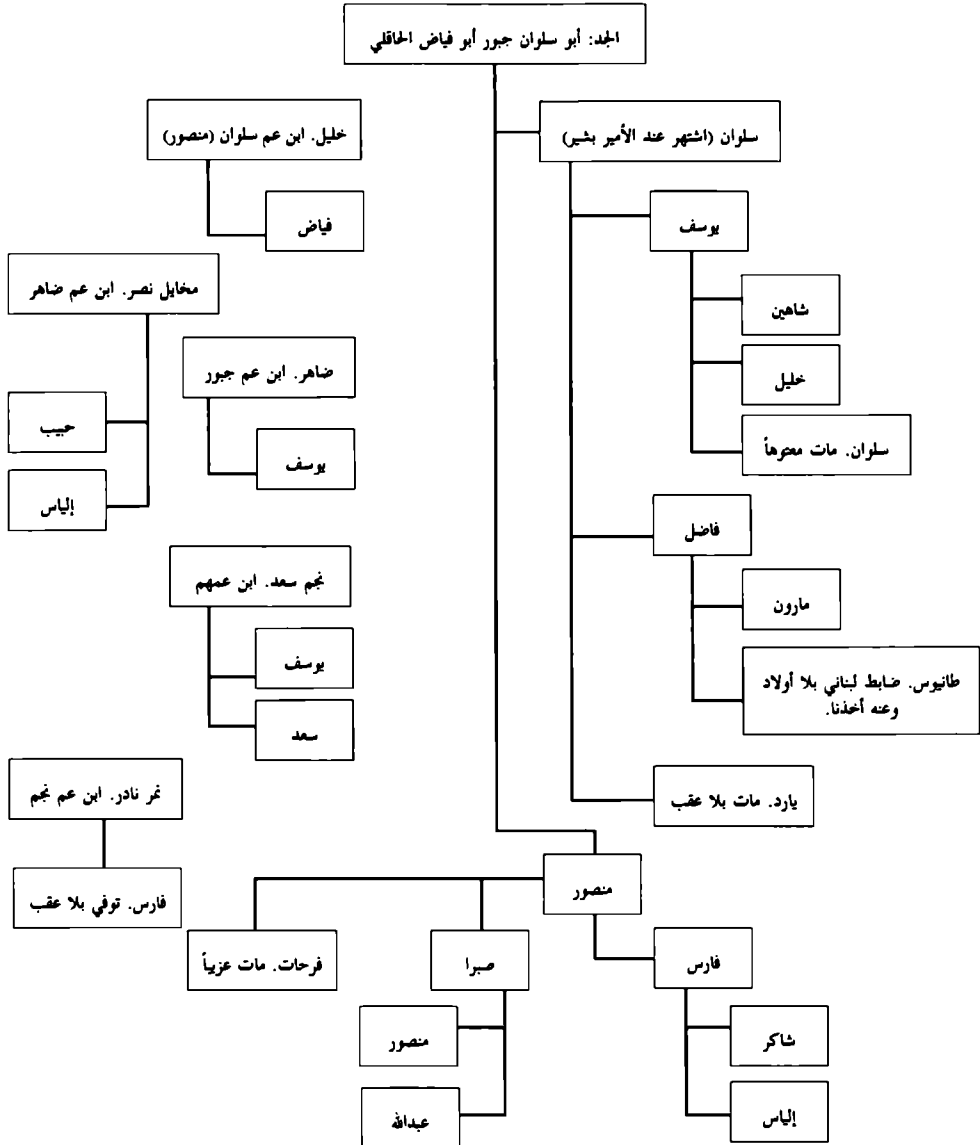 الجد: أبو سلوان جبور أبو فياض الحاقلي
سلوان (اشتهر عند الأمير بشير)
يوسف
شاهين
خليل
سلوان. مات معتوهاً
فاضل
مارون
طانيوس. ضابط لبناني بلا أولاد
وعنه أخذنا.
يارد. مات بلا عقب
منصور
فارس
شاكر
إلياس
صبرا
منصور
عبدالله
فرحات. مات عزيباً
خليل. ابن عم سلوان (منصور)
فياض
مخايل نصر. ابن عم ضاهر
حبيب
إلياس
ضاهر. ابن عم جبور
يوسف
نجم سعد. ابن عمهم
يوسف
سعد
نمر نادر. ابن عم نجم
فارس. توفي بلا عقب